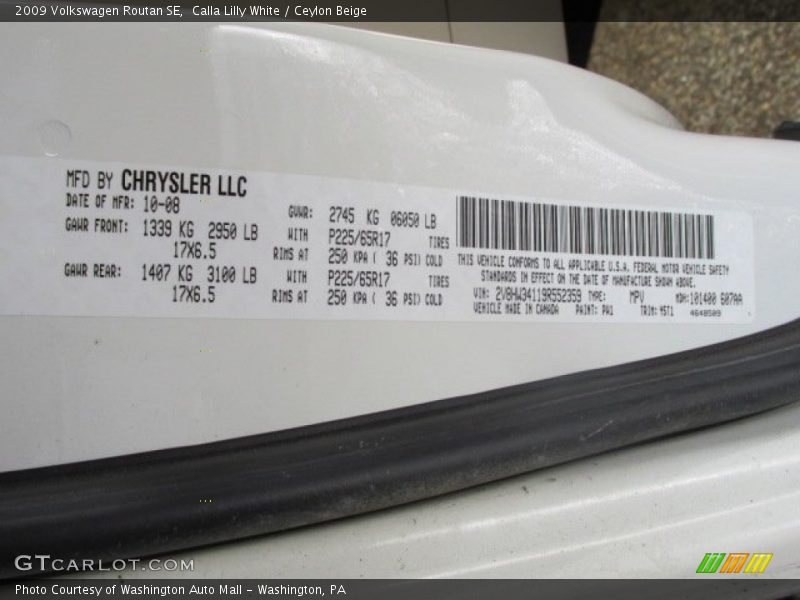 2009 Volkswagen Routan SE, Calla Lilly White / Ceylon Beige
MFD BY CHRYSLER LLC
DATE OF MFR: 10-08 GVWR: 2745 KG 06050 LB
GAWR FRONT: 1339 KG 2950 LB WITH P225/65R17 TIRES
17X6.5 RIMS AT 250 KPA ( 36 PSI) COLD
GAWR REAR: 1407 KG 3100 LB WITH P225/65R17 TIRES
17X6.5 RIMS AT 250 KPA ( 36 PSI) COLD
THIS VEHICLE CONFORMS TO ALL APPLICABLE U.S.A. FEDERAL MOTOR VEHICLE SAFETY
STANDARDS IN EFFECT ON THE DATE OF MANUFACTURE SHOWN ABOVE.
VIN: 2V8HW34119R552359 TYPE: MPV MDH:101400 607AA
VEHICLE MADE IN CANADA PAINT: PW1 TRIM: 4648509
GTCARLOT.COM
Photo Courtesy of Washington Auto Mall – Washington, PA